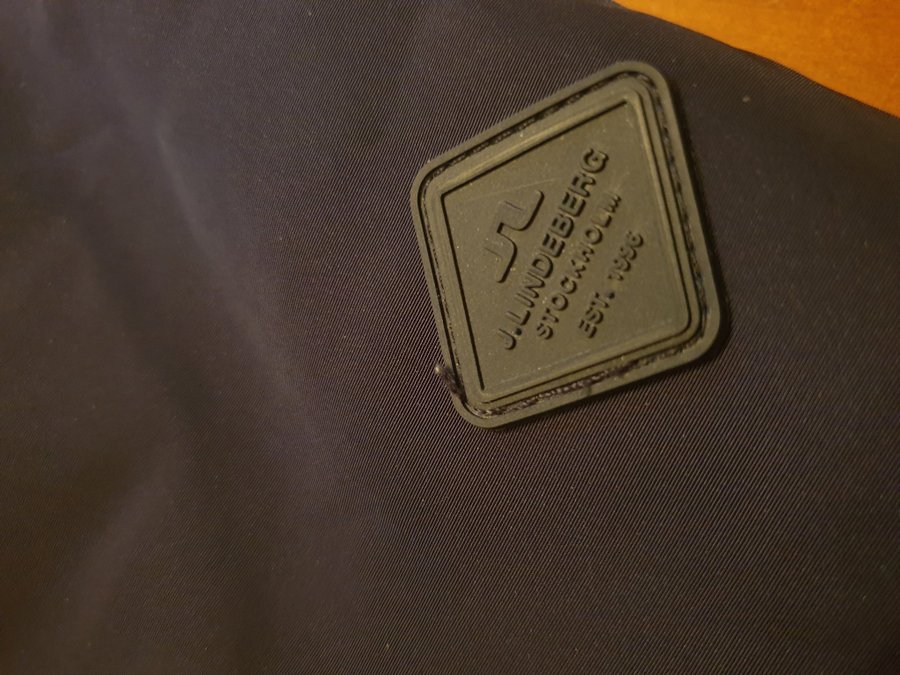 J.LINDEBERG
STOCKHOLM
EST. 1996